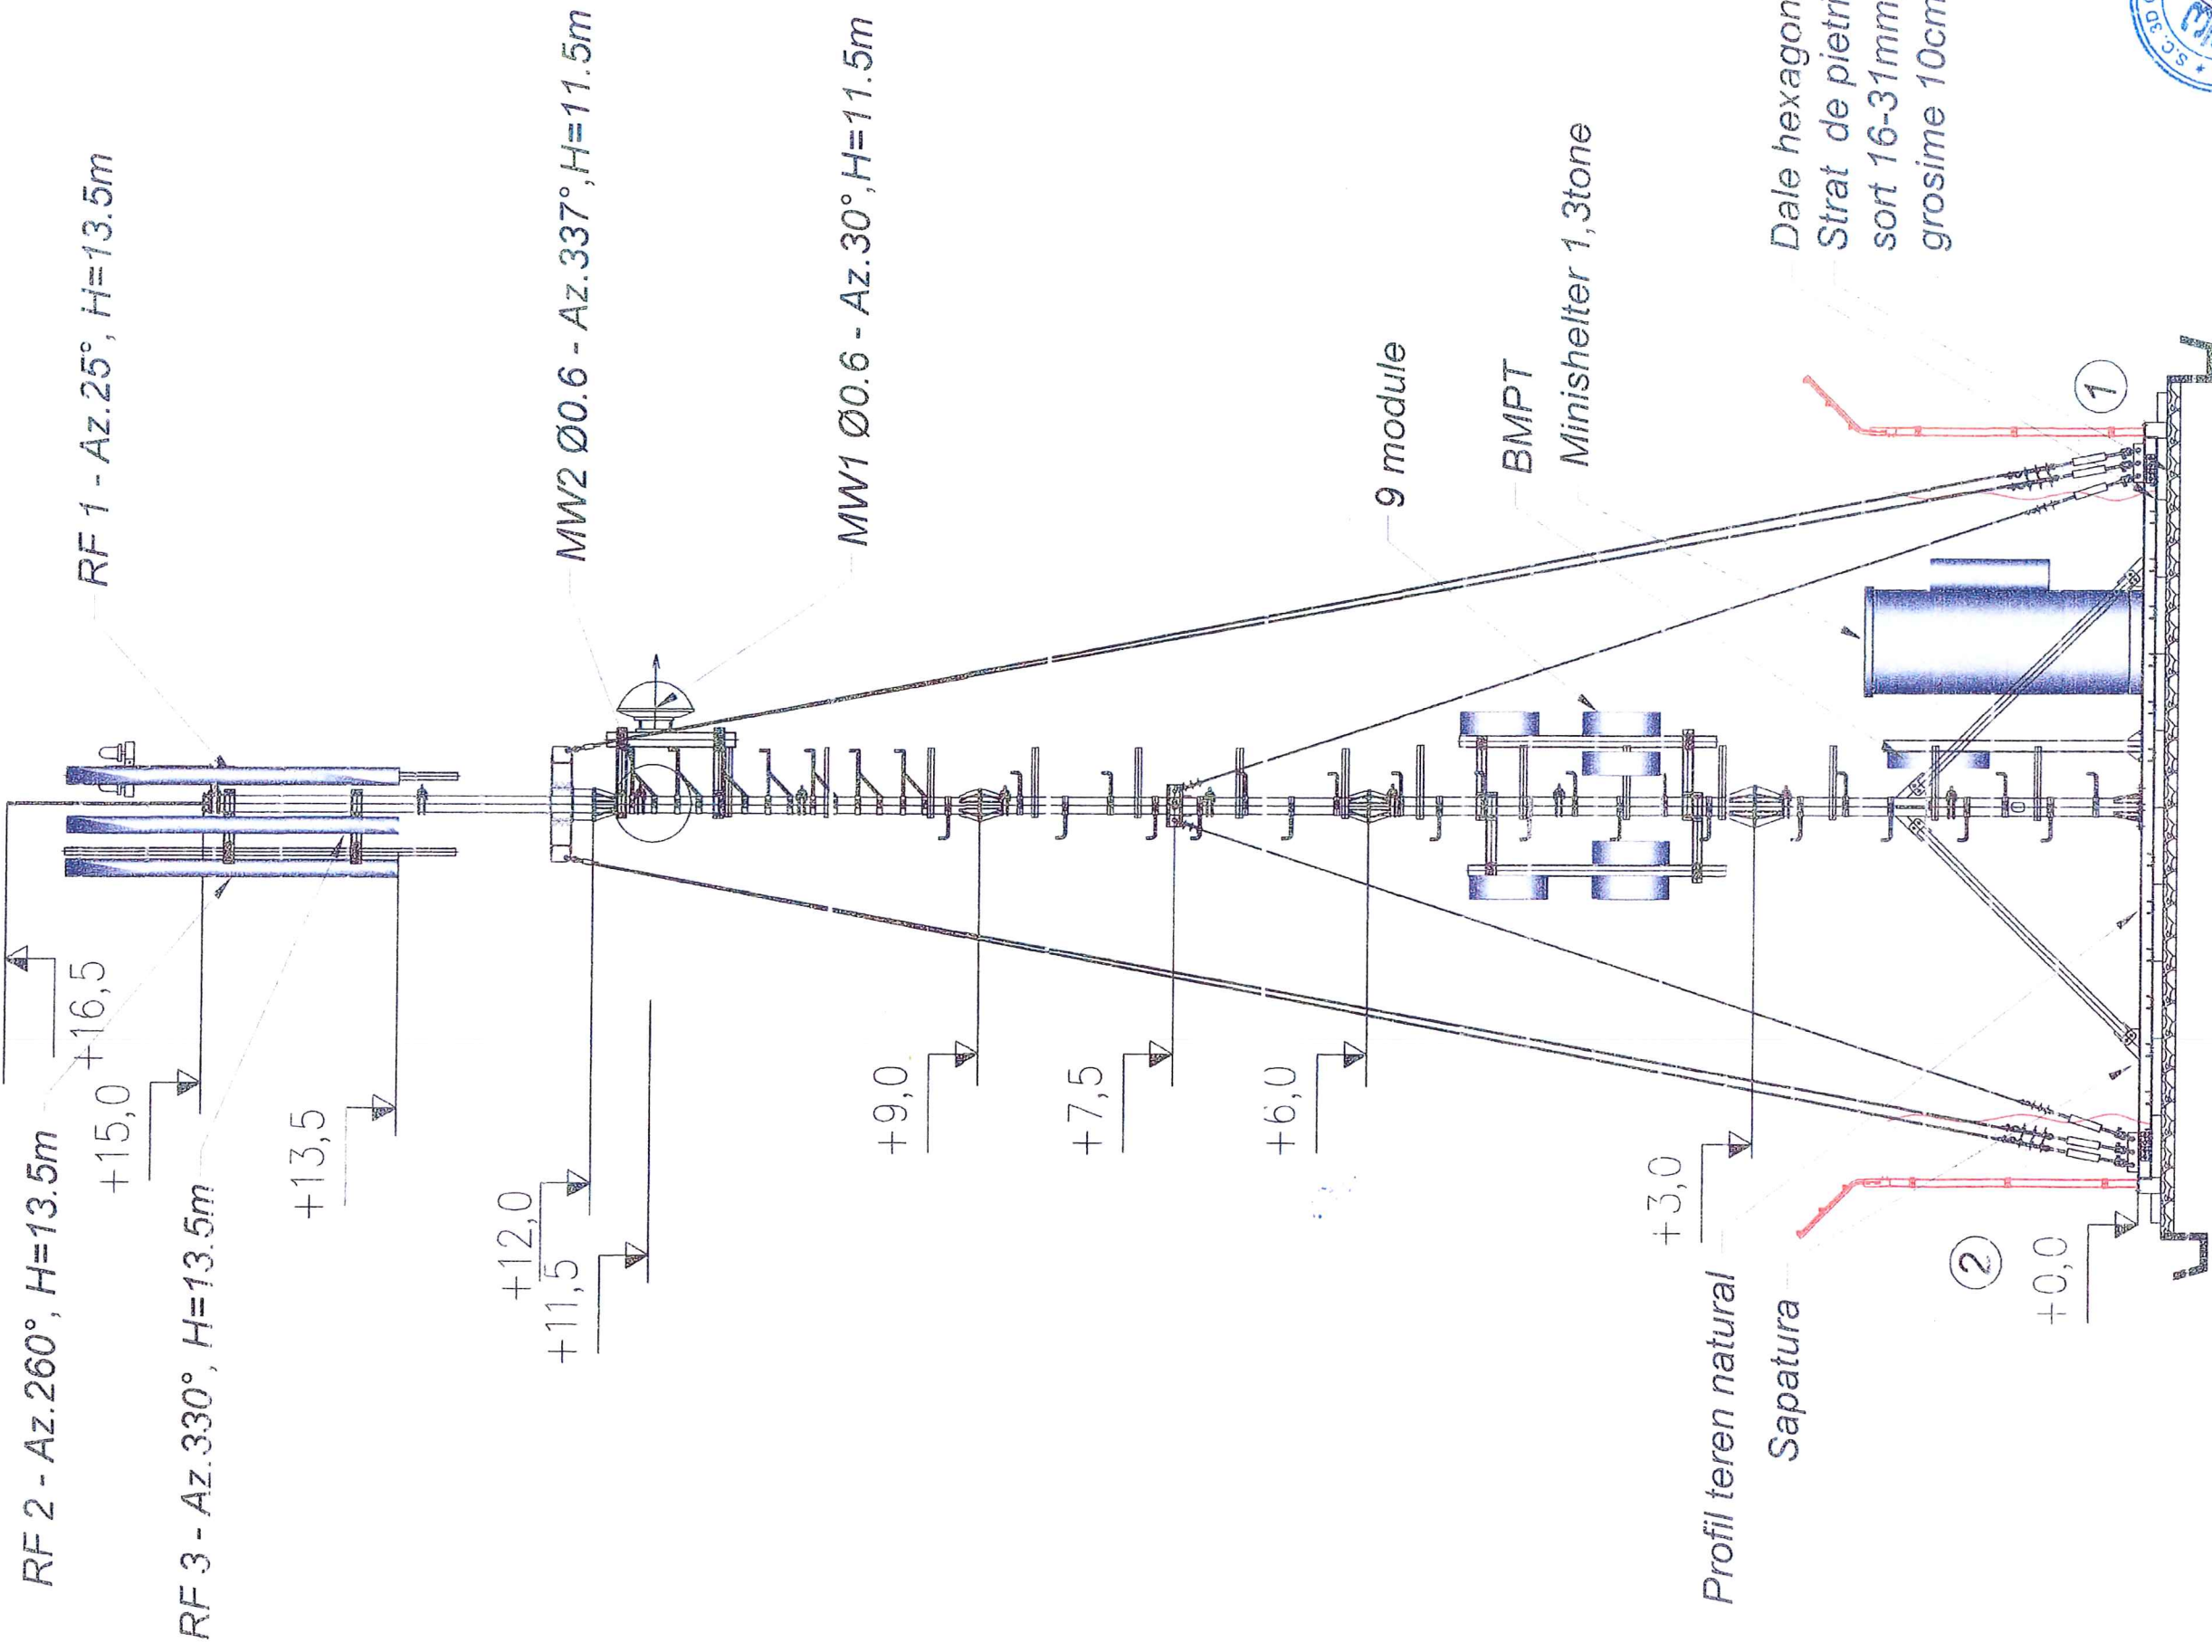 RF 2 - Az.260°, H=13.5m
RF 3 - Az.330°, H=13.5m
RF 1 - Az.25°, H=13.5m
+16,5
+15,0
+13,5
+12,0
+11,5
MW2 Ø0.6 - Az.337°,H=11.5m
MW1 Ø0.6 - Az.30°,H=11.5m
+9,0
+7,5
+6,0
+3,0
+0,0
9 module
BMPT
Minishelter 1,3tone
Profil teren natural
Sapatura
2
1
Dale hexagon
Strat de pietri
sort 16-31mm
grosime 10cm
S.C. 3D